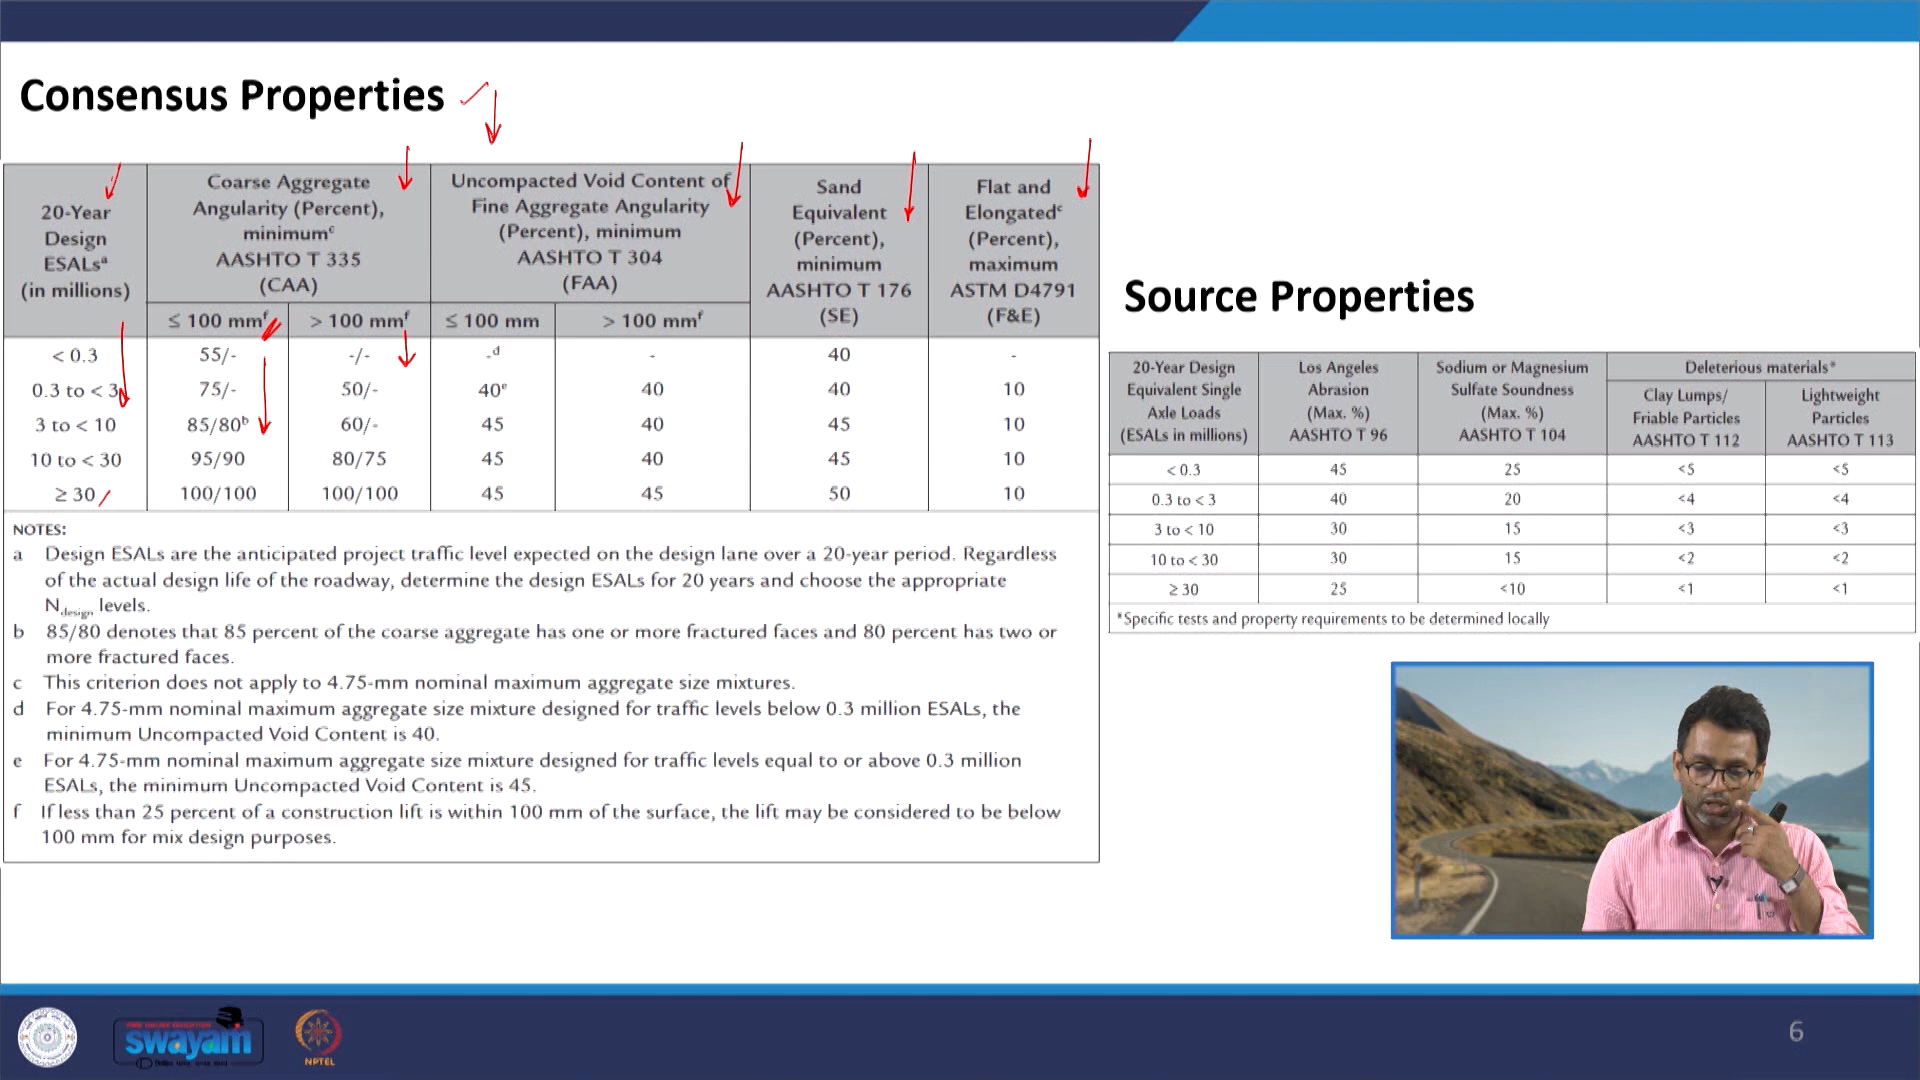 Consensus Properties
20-Year
Design
ESALsᵃ
(in millions)
Coarse Aggregate
Angularity (Percent),
minimumᶜ
AASHTO T 335
(CAA)
Uncompacted Void Content of
Fine Aggregate Angularity
(Percent), minimum
AASHTO T 304
(FAA)
Sand
Equivalent
(Percent),
minimum
AASHTO T 176
(SE)
Flat and
Elongatedᶜ
(Percent),
maximum
ASTM D4791
(F&E)
≤ 100 mmᶠ > 100 mmᶠ ≤ 100 mm > 100 mmᶠ
< 0.3 55/- -/- -ᵈ - 40 -
0.3 to < 3 75/- 50/- 40ᵉ 40 40 10
3 to < 10 85/80ᵇ 60/- 45 40 45 10
10 to < 30 95/90 80/75 45 40 45 10
≥ 30 100/100 100/100 45 45 50 10
NOTES:
a Design ESALs are the anticipated project traffic level expected on the design lane over a 20-year period. Regardless
of the actual design life of the roadway, determine the design ESALs for 20 years and choose the appropriate
Ndesign levels.
b 85/80 denotes that 85 percent of the coarse aggregate has one or more fractured faces and 80 percent has two or
more fractured faces.
c This criterion does not apply to 4.75-mm nominal maximum aggregate size mixtures.
d For 4.75-mm nominal maximum aggregate size mixture designed for traffic levels below 0.3 million ESALs, the
minimum Uncompacted Void Content is 40.
e For 4.75-mm nominal maximum aggregate size mixture designed for traffic levels equal to or above 0.3 million
ESALs, the minimum Uncompacted Void Content is 45.
f If less than 25 percent of a construction lift is within 100 mm of the surface, the lift may be considered to be below
100 mm for mix design purposes.
Source Properties
20-Year Design
Equivalent Single
Axle Loads
(ESALs in millions)
Los Angeles
Abrasion
(Max. %)
AASHTO T 96
Sodium or Magnesium
Sulfate Soundness
(Max. %)
AASHTO T 104
Deleterious materials*
Clay Lumps/
Friable Particles
AASHTO T 112
Lightweight
Particles
AASHTO T 113
< 0.3 45 25 <5 <5
0.3 to < 3 40 20 <4 <4
3 to < 10 30 15 <3 <3
10 to < 30 30 15 <2 <2
≥ 30 25 <10 <1 <1
*Specific tests and property requirements to be determined locally
swayam
NPTEL
6